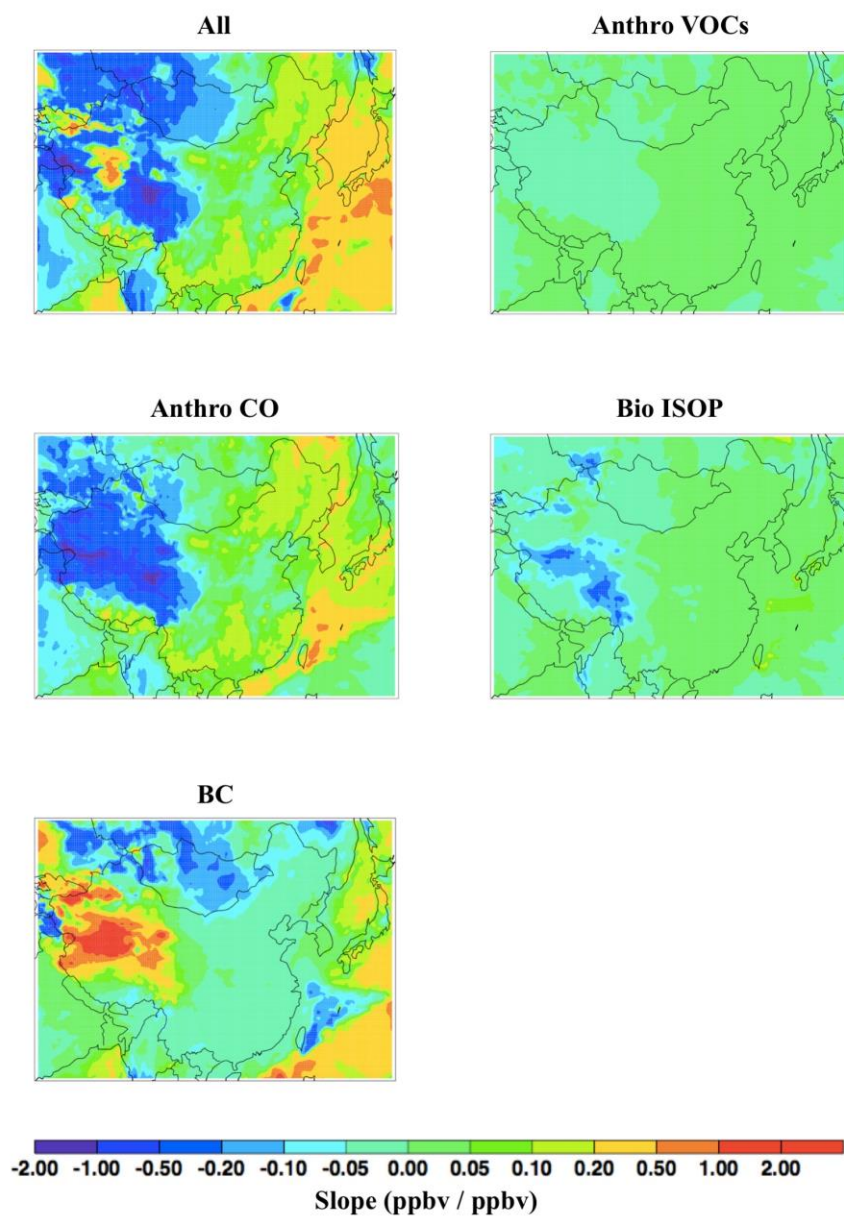 All
Anthro VOCs
Anthro CO
Bio ISOP
BC
-2.00 -1.00 -0.50 -0.20 -0.10 -0.05 0.00 0.05 0.10 0.20 0.50 1.00 2.00
Slope (ppbv / ppbv)